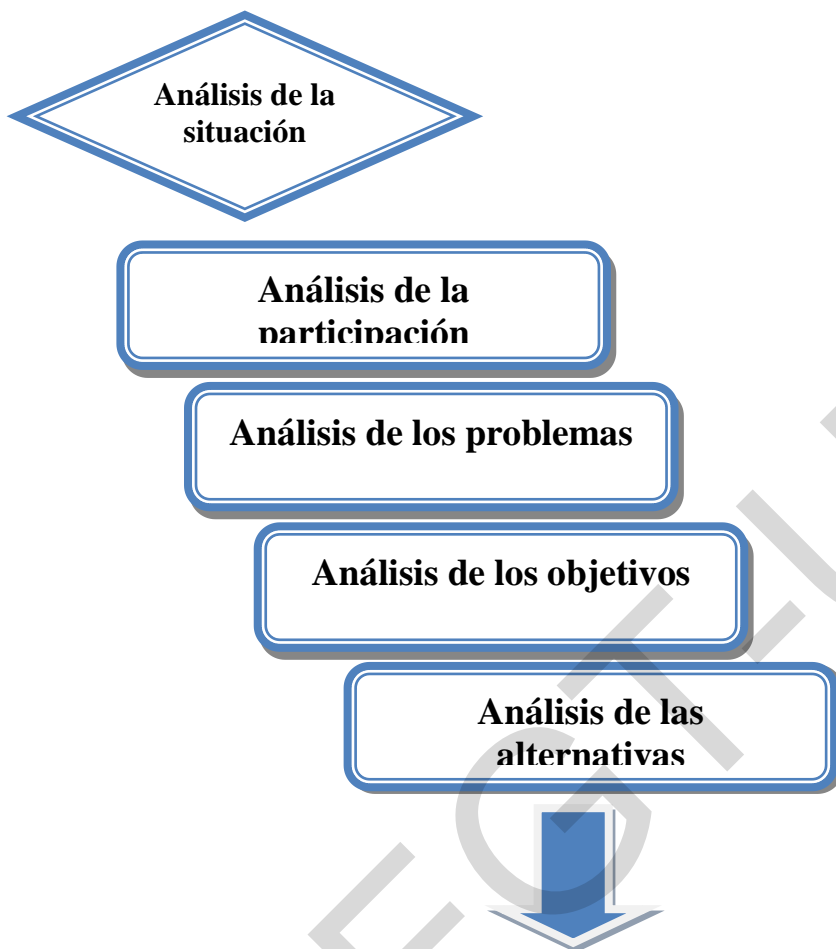 Análisis de la
situación
Análisis de la
participación
Análisis de los problemas
Análisis de los objetivos
Análisis de las
alternativas